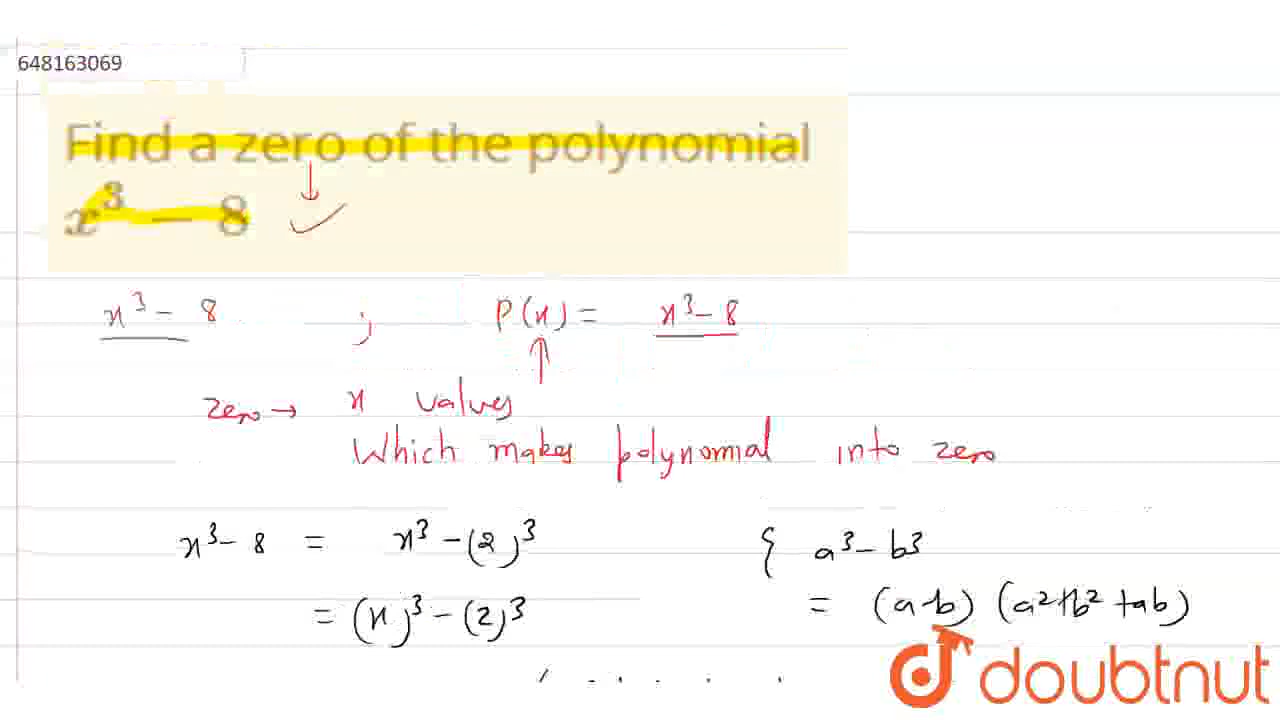 648163069
Find a zero of the polynomial
x³ − 8
x³ − 8 ; P(x) = x³ − 8
zero → x values
Which makes polynomial into zero
x³ − 8 = x³ − (2)³ { a³ − b³
= (x)³ − (2)³ = (a−b) (a²+b²+ab)
doubtnut